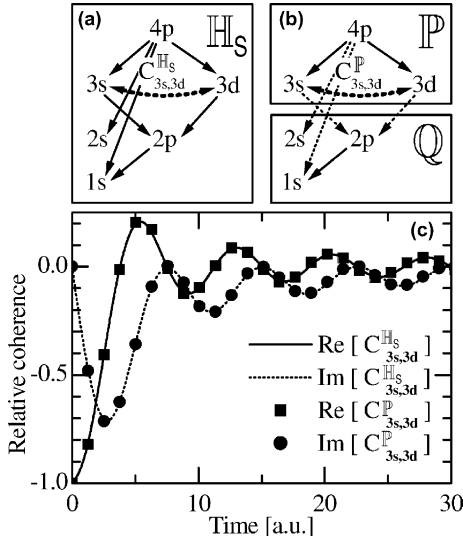 (a) 4p ℍS
C^ℍS_3s,3d
3s 3d
2s 2p
1s
(b) 4p ℙ
C^ℙ_3s,3d
3s 3d
2s 2p ℚ
1s
(c)
0.0
-0.5
-1.0
Relative coherence
Re [ C^ℍS_3s,3d ]
Im [ C^ℍS_3s,3d ]
Re [ C^ℙ_3s,3d ]
Im [ C^ℙ_3s,3d ]
0 10 20 30
Time [a.u.]